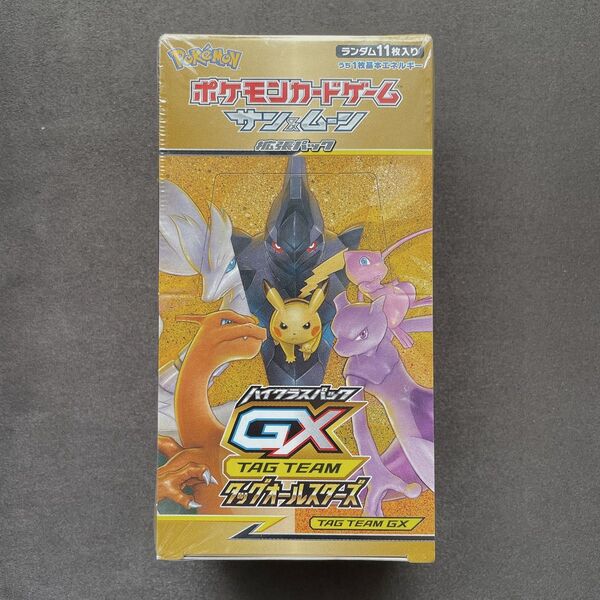 POKéMON
ランダム11枚入り
うち1枚基本エネルギー
ポケモンカードゲーム
サン&ムーン
拡張パック
ハイクラスパック
GX
TAG TEAM
タッグオールスターズ
TAG TEAM GX